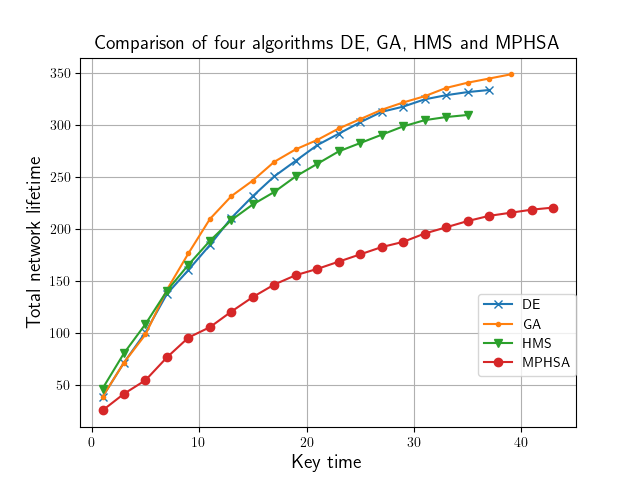 Comparison of four algorithms DE, GA, HMS and MPHSA
Total network lifetime
350
300
250
200
150
100
50
0
10
20
30
40
Key time
DE
GA
HMS
MPHSA